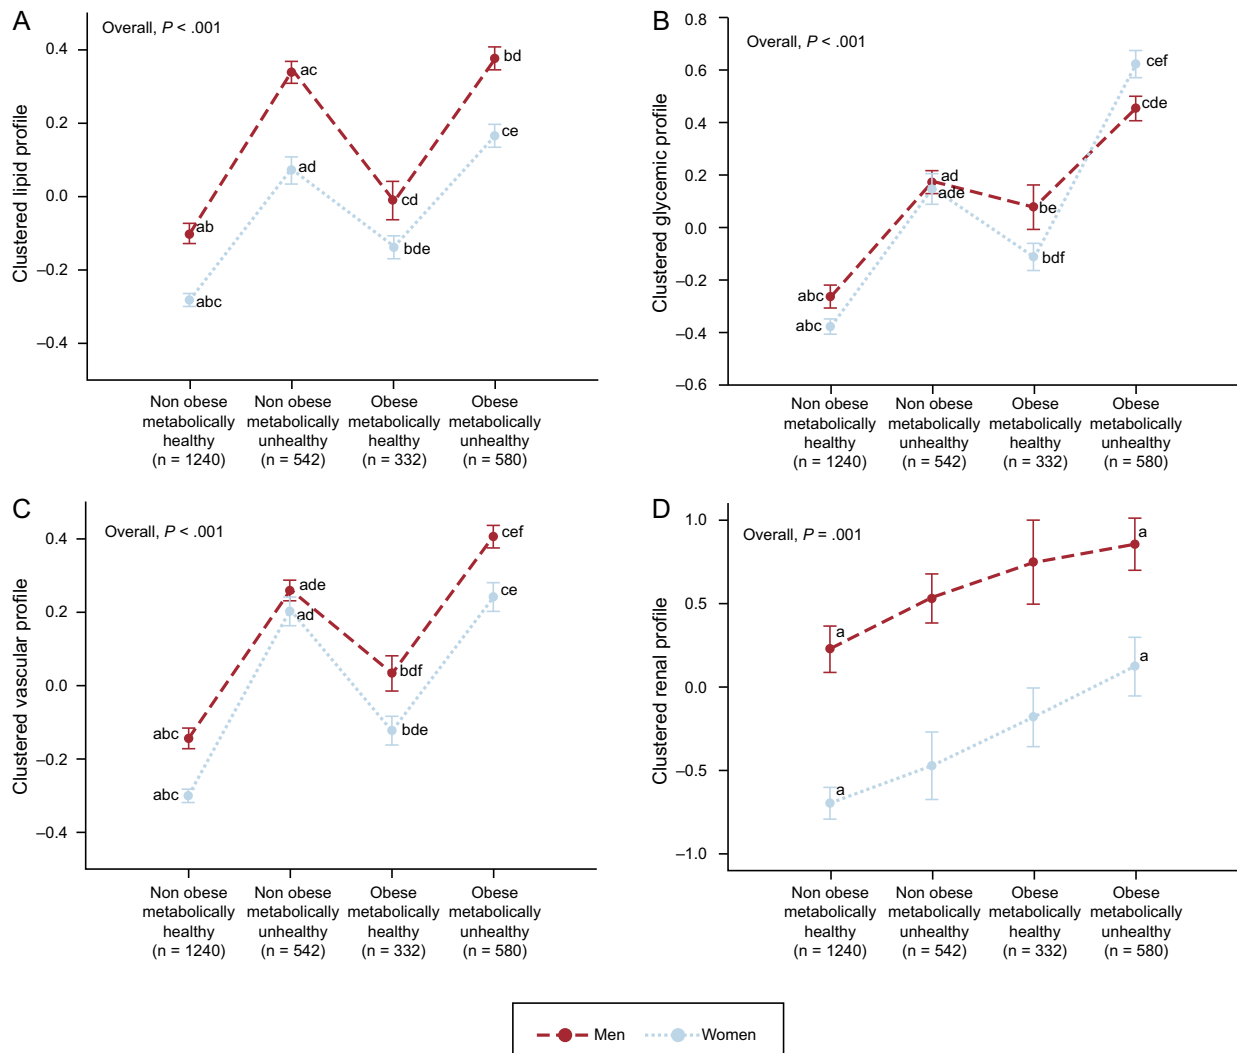 A
Overall, P < .001
Clustered lipid profile
0.4
0.2
0.0
–0.2
–0.4
ab
ac
cd
bd
abc
ad
bde
ce
Non obese
metabolically
healthy
(n = 1240)
Non obese
metabolically
unhealthy
(n = 542)
Obese
metabolically
healthy
(n = 332)
Obese
metabolically
unhealthy
(n = 580)
B
Overall, P < .001
Clustered glycemic profile
0.8
0.6
0.4
0.2
0.0
–0.2
–0.4
–0.6
abc
ad
be
cde
abc
ade
bdf
cef
Non obese
metabolically
healthy
(n = 1240)
Non obese
metabolically
unhealthy
(n = 542)
Obese
metabolically
healthy
(n = 332)
Obese
metabolically
unhealthy
(n = 580)
C
Overall, P < .001
Clustered vascular profile
0.4
0.2
0.0
–0.2
–0.4
abc
ade
bdf
cef
abc
ad
bde
ce
Non obese
metabolically
healthy
(n = 1240)
Non obese
metabolically
unhealthy
(n = 542)
Obese
metabolically
healthy
(n = 332)
Obese
metabolically
unhealthy
(n = 580)
D
Overall, P = .001
Clustered renal profile
1.0
0.5
0.0
–0.5
–1.0
a
a
a
a
Non obese
metabolically
healthy
(n = 1240)
Non obese
metabolically
unhealthy
(n = 542)
Obese
metabolically
healthy
(n = 332)
Obese
metabolically
unhealthy
(n = 580)
Men
Women